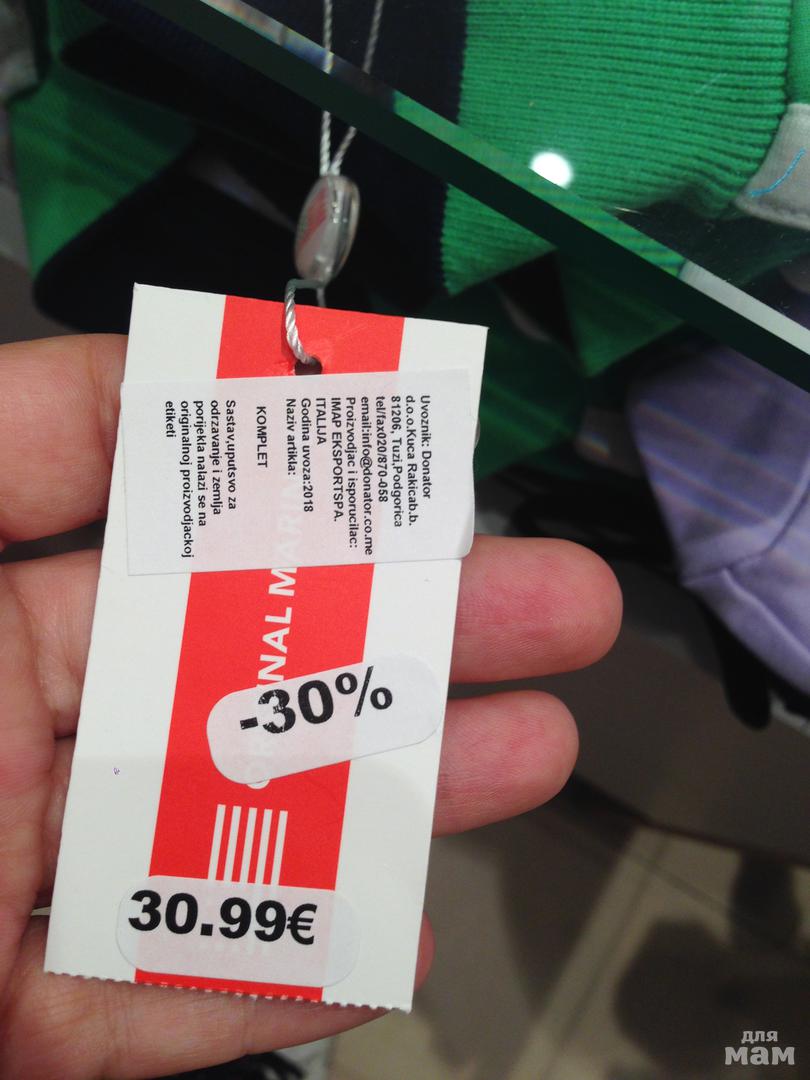 Uvoznik: Donator
d.o.o.Kuca Rakicab.b.
81206, Tuzi,Podgorica
tel/fax020/870-058
email:info@donator.co.me
Proizvodjac i isporucilac:
IMAP EKSPORTSPA.
ITALIJA
Godina uvoza:2018
Naziv artikla:
KOMPLET
Sastav,uputsvo za
odrzavanje i zemlja
porijekla nalazi se na
originalnoj proizvodjackoj
etiketi
-30%
30.99€
для
мам